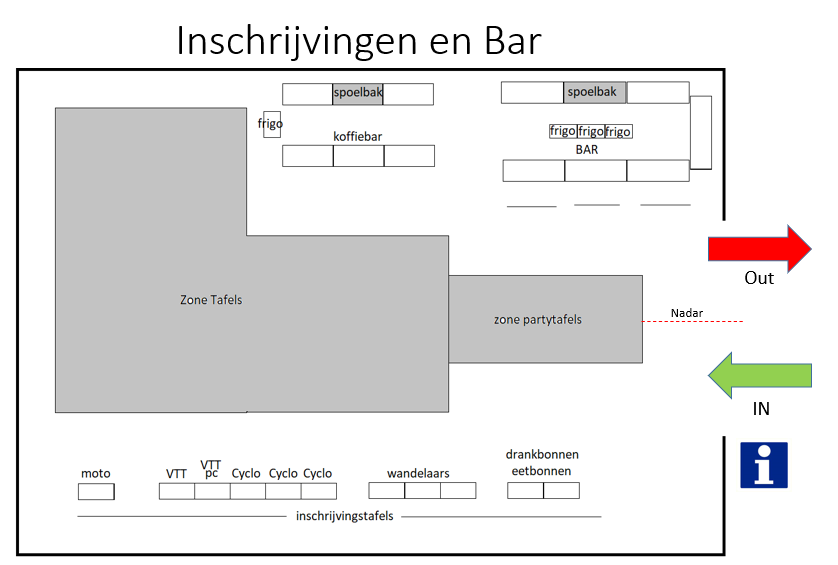 Inschrijvingen en Bar
spoelbak
spoelbak
frigo
koffiebar
frigo frigo frigo
BAR
Out
Zone Tafels
zone partytafels
Nadar
IN
moto
VTT
VTT
pc
Cyclo
Cyclo
Cyclo
wandelaars
drankbonnen
eetbonnen
i
inschrijvingstafels